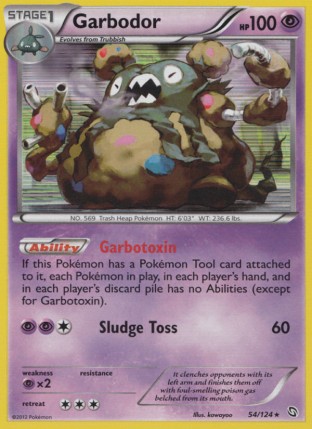 STAGE1
Garbodor
HP100
Evolves from Trubbish
NO. 569 Trash Heap Pokémon HT: 6'03" WT: 236.6 lbs.
Ability Garbotoxin
If this Pokémon has a Pokémon Tool card attached
to it, each Pokémon in play, in each player's hand, and
in each player's discard pile has no Abilities (except
for Garbotoxin).
Sludge Toss 60
weakness resistance
×2
retreat
It clenches opponents with its
left arm and finishes them off
with foul-smelling poison gas
belched from its mouth.
©2012 Pokémon
Illus. kawayoo
54/124